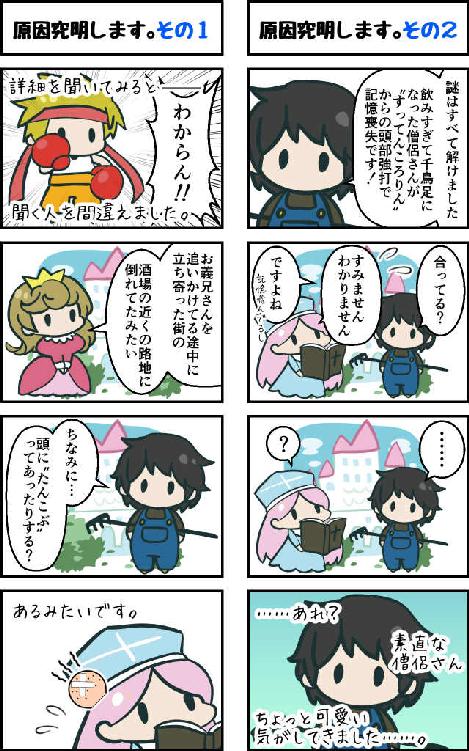 原因究明します。その1
詳細を聞いてみると
わからん!!
聞く人を間違えました。
お義兄さんを
追いかけてる途中に
立ち寄った街の
酒場の近くの路地に
倒れてたみたい
ちなみに…
頭に"たんこぶ"
ってあったりする?
あるみたいです。
原因究明します。その2
謎はすべて解けました
飲みすぎて千鳥足に
なった僧侶さんが
"すってんころりん"
からの頭部強打で
記憶喪失です!
合ってる?
すみません
わかりません
ですよね
記憶喪失だし
……
?
……あれ?
素直な
僧侶さん
ちょっと可愛い
気がしてきました……。